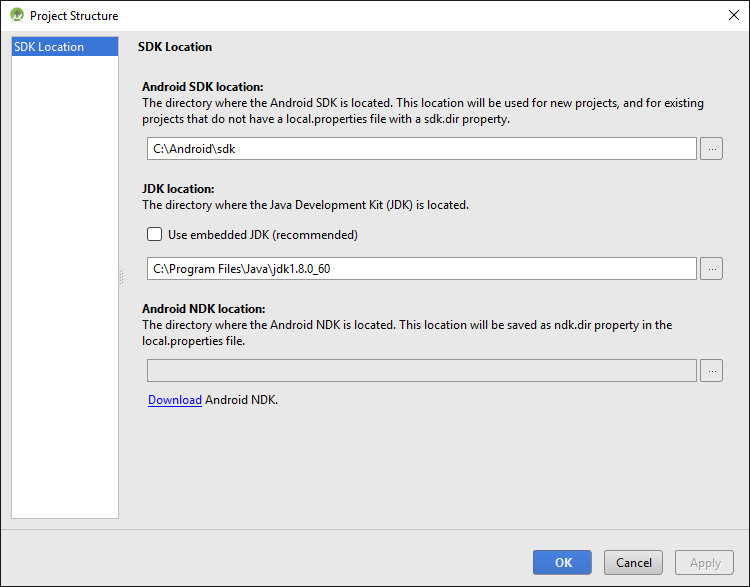 Project Structure
SDK Location
SDK Location
Android SDK location:
The directory where the Android SDK is located. This location will be used for new projects, and for existing
projects that do not have a local.properties file with a sdk.dir property.
C:\Android\sdk
...
JDK location:
The directory where the Java Development Kit (JDK) is located.
Use embedded JDK (recommended)
C:\Program Files\Java\jdk1.8.0_60
...
Android NDK location:
The directory where the Android NDK is located. This location will be saved as ndk.dir property in the
local.properties file.
...
Download Android NDK.
OK
Cancel
Apply